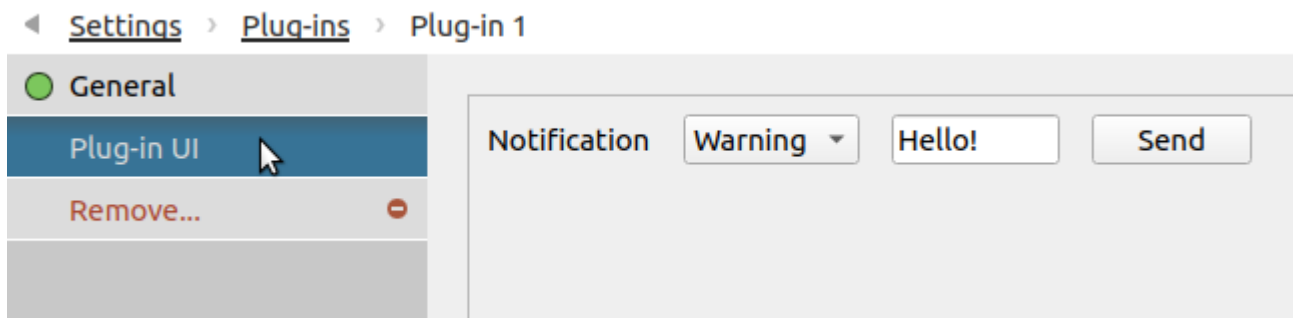 Settings › Plug-ins › Plug-in 1
General
Plug-in UI
Remove...
Notification Warning Hello! Send